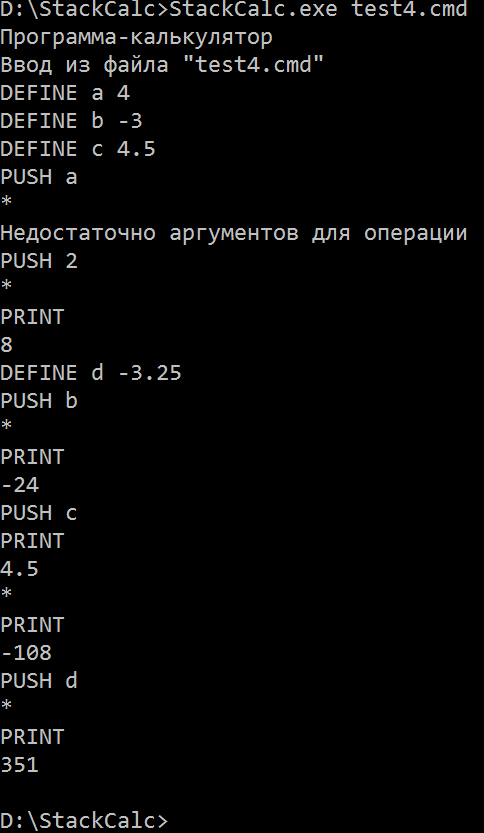 D:\StackCalc>StackCalc.exe test4.cmd
Программа-калькулятор
Ввод из файла "test4.cmd"
DEFINE a 4
DEFINE b -3
DEFINE c 4.5
PUSH a
*
Недостаточно аргументов для операции
PUSH 2
*
PRINT
8
DEFINE d -3.25
PUSH b
*
PRINT
-24
PUSH c
PRINT
4.5
*
PRINT
-108
PUSH d
*
PRINT
351
D:\StackCalc>